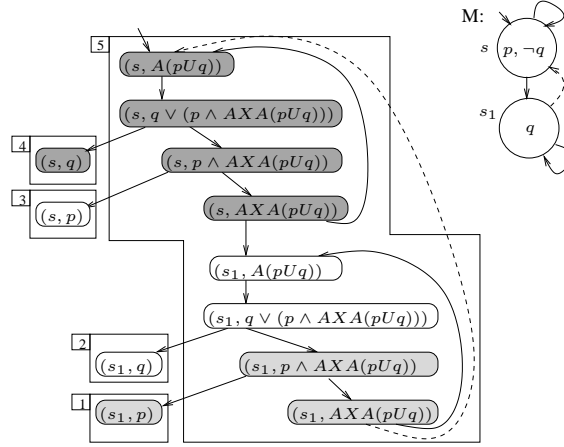 M:
5
(s, A(pUq))
s
p, ¬q
(s, q ∨ (p ∧ AXA(pUq)))
s₁
q
4
(s, q)
(s, p ∧ AXA(pUq))
3
(s, p)
(s, AXA(pUq))
(s₁, A(pUq))
(s₁, q ∨ (p ∧ AXA(pUq)))
2
(s₁, q)
(s₁, p ∧ AXA(pUq))
1
(s₁, p)
(s₁, AXA(pUq))